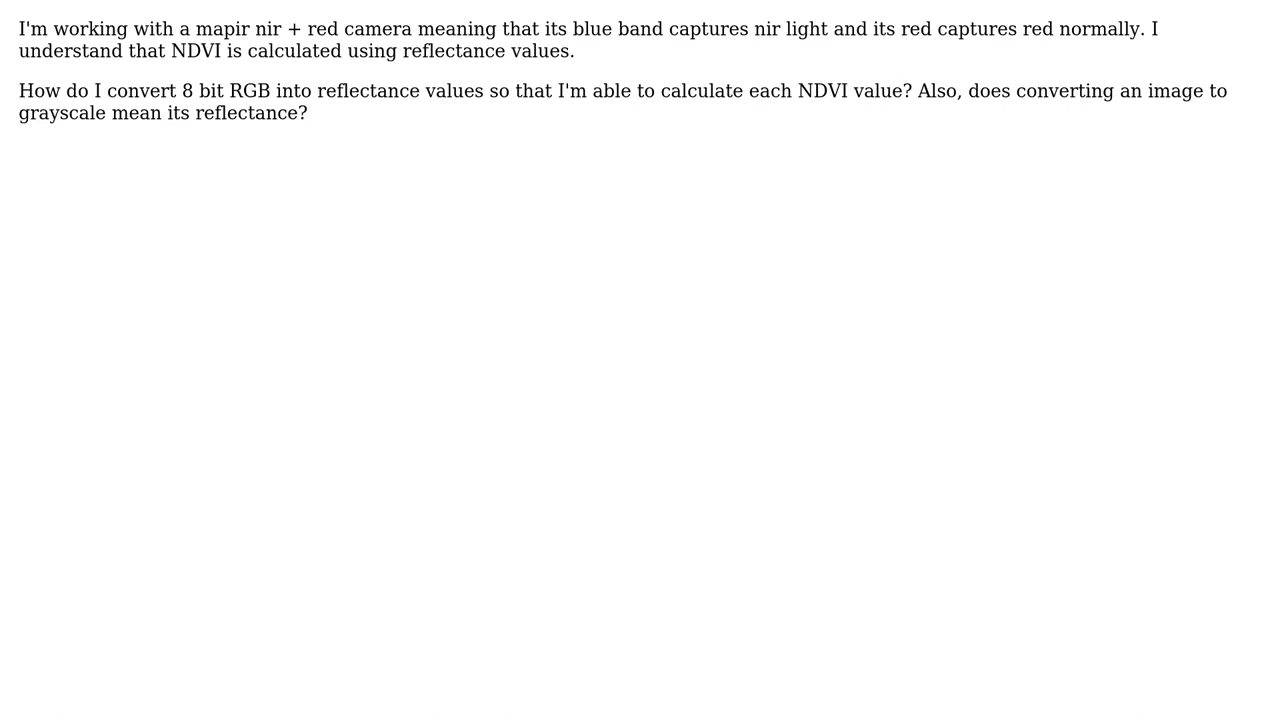 I'm working with a mapir nir + red camera meaning that its blue band captures nir light and its red captures red normally. I
understand that NDVI is calculated using reflectance values.
How do I convert 8 bit RGB into reflectance values so that I'm able to calculate each NDVI value? Also, does converting an image to
grayscale mean its reflectance?